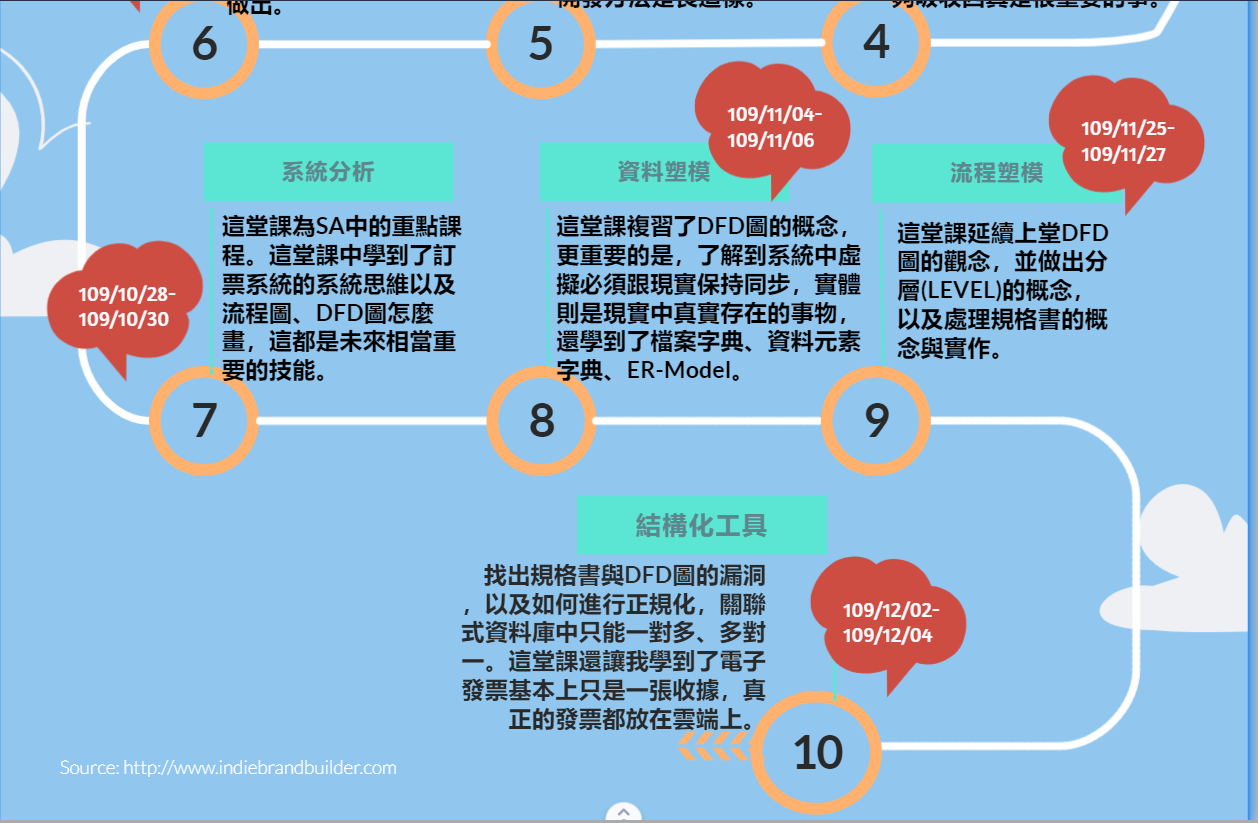 做出。
開發方法是長這樣。
夠吸收回真是很重要的事。
6
5
4
109/11/04-
109/11/06
109/11/25-
109/11/27
系統分析
資料塑模
流程塑模
這堂課為SA中的重點課
程。這堂課中學到了訂
票系統的系統思維以及
流程圖、DFD圖怎麼
畫，這都是未來相當重
要的技能。
這堂課複習了DFD圖的概念，
更重要的是，了解到系統中虛
擬必須跟現實保持同步，實體
則是現實中真實存在的事物，
還學到了檔案字典、資料元素
字典、ER-Model。
這堂課延續上堂DFD
圖的觀念，並做出分
層(LEVEL)的概念，
以及處理規格書的概
念與實作。
109/10/28-
109/10/30
7
8
9
結構化工具
找出規格書與DFD圖的漏洞
，以及如何進行正規化，關聯
式資料庫中只能一對多、多對
一。這堂課還讓我學到了電子
發票基本上只是一張收據，真
正的發票都放在雲端上。
109/12/02-
109/12/04
10
Source: http://www.indiebrandbuilder.com